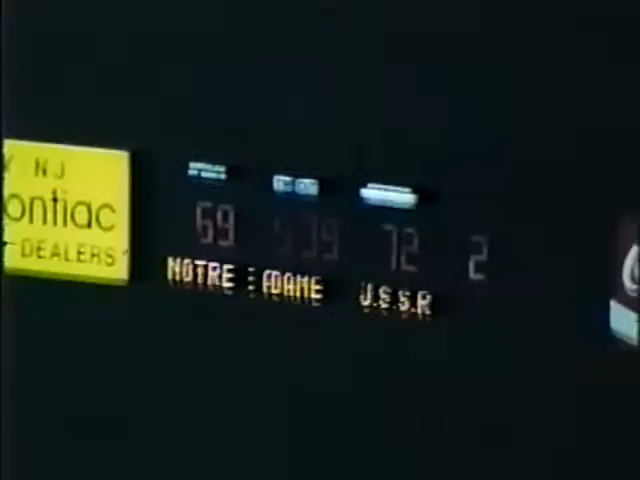 Y NJ
ontiac
DEALERS
69 5:39 72 2
NOTRE DAME U.S.S.R